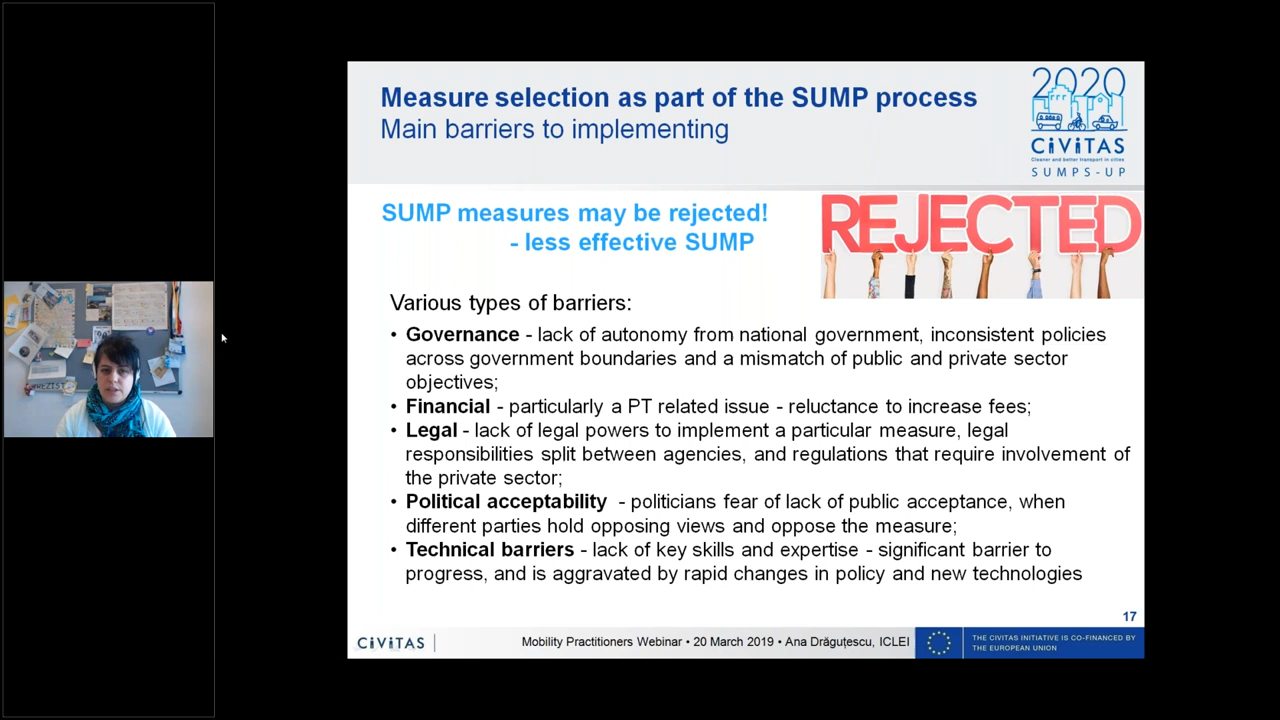 Measure selection as part of the SUMP process
Main barriers to implementing
2020
CiViTAS
Cleaner and better transport in cities
SUMPS-UP
SUMP measures may be rejected!
- less effective SUMP
REJECTED
Various types of barriers:
• Governance - lack of autonomy from national government, inconsistent policies
across government boundaries and a mismatch of public and private sector
objectives;
• Financial - particularly a PT related issue - reluctance to increase fees;
• Legal - lack of legal powers to implement a particular measure, legal
responsibilities split between agencies, and regulations that require involvement of
the private sector;
• Political acceptability - politicians fear of lack of public acceptance, when
different parties hold opposing views and oppose the measure;
• Technical barriers - lack of key skills and expertise - significant barrier to
progress, and is aggravated by rapid changes in policy and new technologies
17
CiViTAS
Mobility Practitioners Webinar • 20 March 2019 • Ana Drăguțescu, ICLEI
THE CIVITAS INITIATIVE IS CO-FINANCED BY
THE EUROPEAN UNION